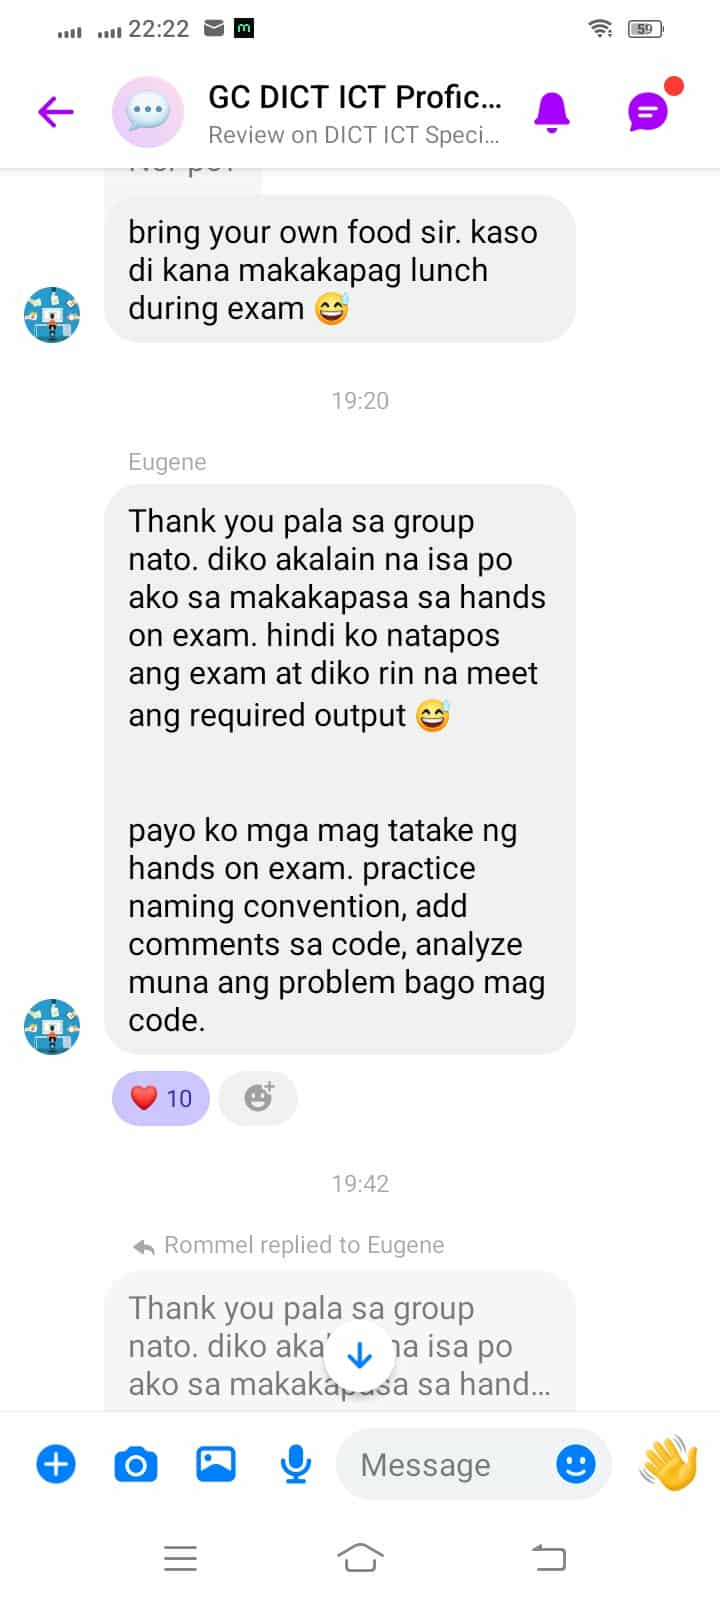 22:22
59
GC DICT ICT Profic...
Review on DICT ICT Speci...
bring your own food sir. kaso
di kana makakapag lunch
during exam 😅
19:20
Eugene
Thank you pala sa group
nato. diko akalain na isa po
ako sa makakapasa sa hands
on exam. hindi ko natapos
ang exam at diko rin na meet
ang required output 😅
payo ko mga mag tatake ng
hands on exam. practice
naming convention, add
comments sa code, analyze
muna ang problem bago mag
code.
10
19:42
Rommel replied to Eugene
Thank you pala sa group
nato. diko isa po
ako sa sa hand...
Message